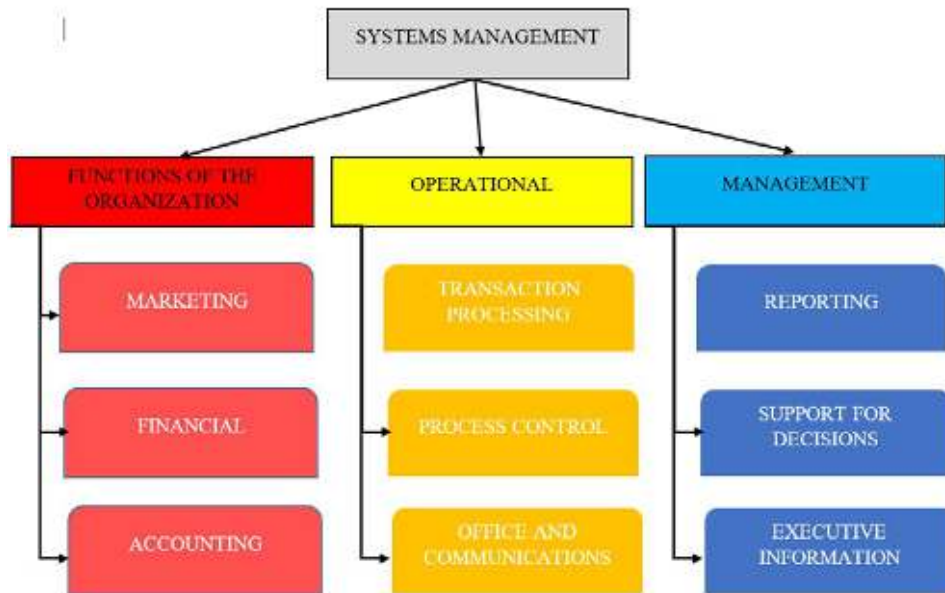 SYSTEMS MANAGEMENT
FUNCTIONS OF THE
ORGANIZATION
OPERATIONAL
MANAGEMENT
MARKETING
TRANSACTION
PROCESSING
REPORTING
FINANCIAL
PROCESS CONTROL
SUPPORT FOR
DECISIONS
ACCOUNTING
OFFICE AND
COMMUNICATIONS
EXECUTIVE
INFORMATION